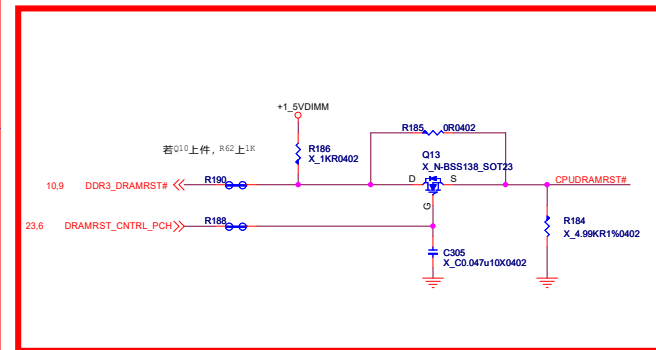 +1_5VDIMM
R185 0R0402
若Q10上件，R62上1K
R186
X_1KR0402
Q13
X_N-BSS138_SOT23
10,9 DDR3_DRAMRST# R190
D S
CPUDRAMRST#
G
23,6 DRAMRST_CNTRL_PCH R188
R184
X_4.99KR1%0402
C305
X_C0.047u10X0402